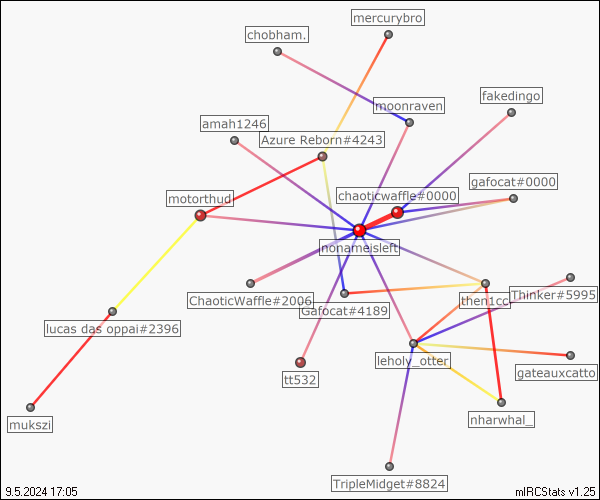 mercurybro
chobham.
fakedingo
moonraven
amah1246
Azure Reborn#4243
gafocat#0000
chaoticwaffle#0000
motorthud
nonameisleft
ChaoticWaffle#2006
Gafocat#4189
then1cc
Thinker#5995
lucas das oppai#2396
leholy_otter
gateauxcatto
tt532
mukszi
nharwhal_
TripleMidget#8824
9.5.2024 17:05
mIRCStats v1.25